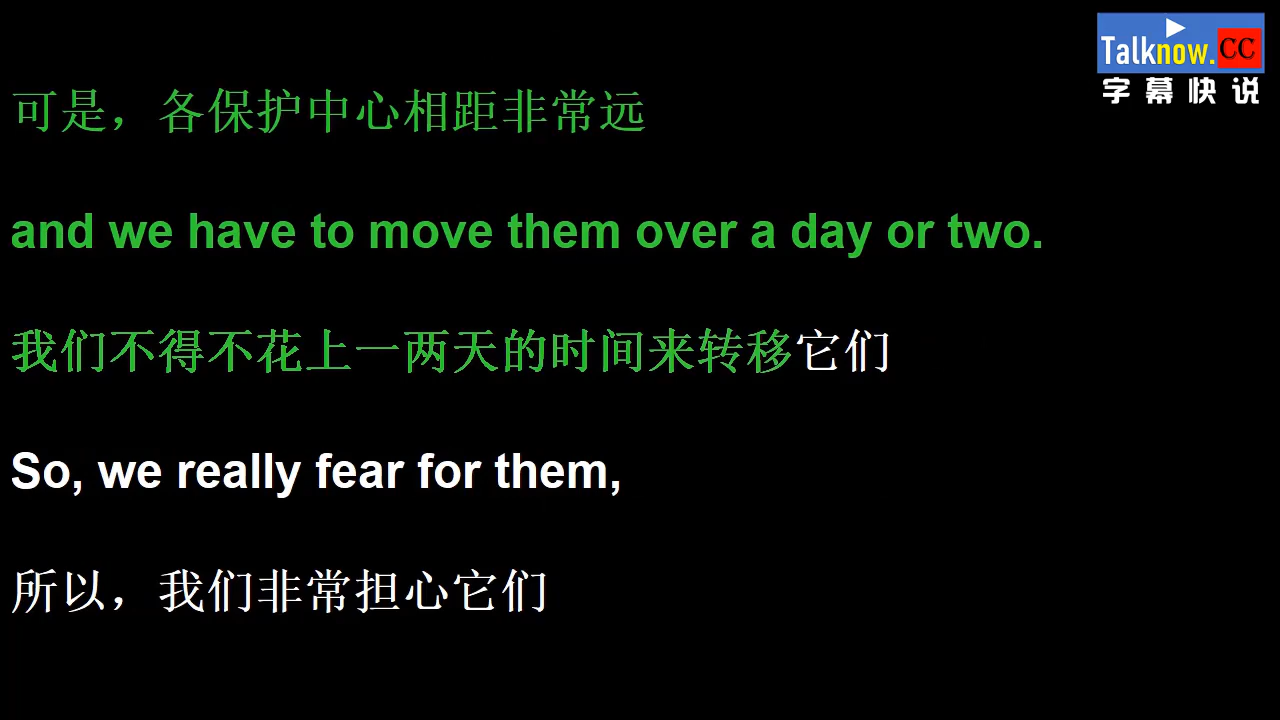 Talknow.CC
字幕快说
可是，各保护中心相距非常远
and we have to move them over a day or two.
我们不得不花上一两天的时间来转移它们
So, we really fear for them,
所以，我们非常担心它们